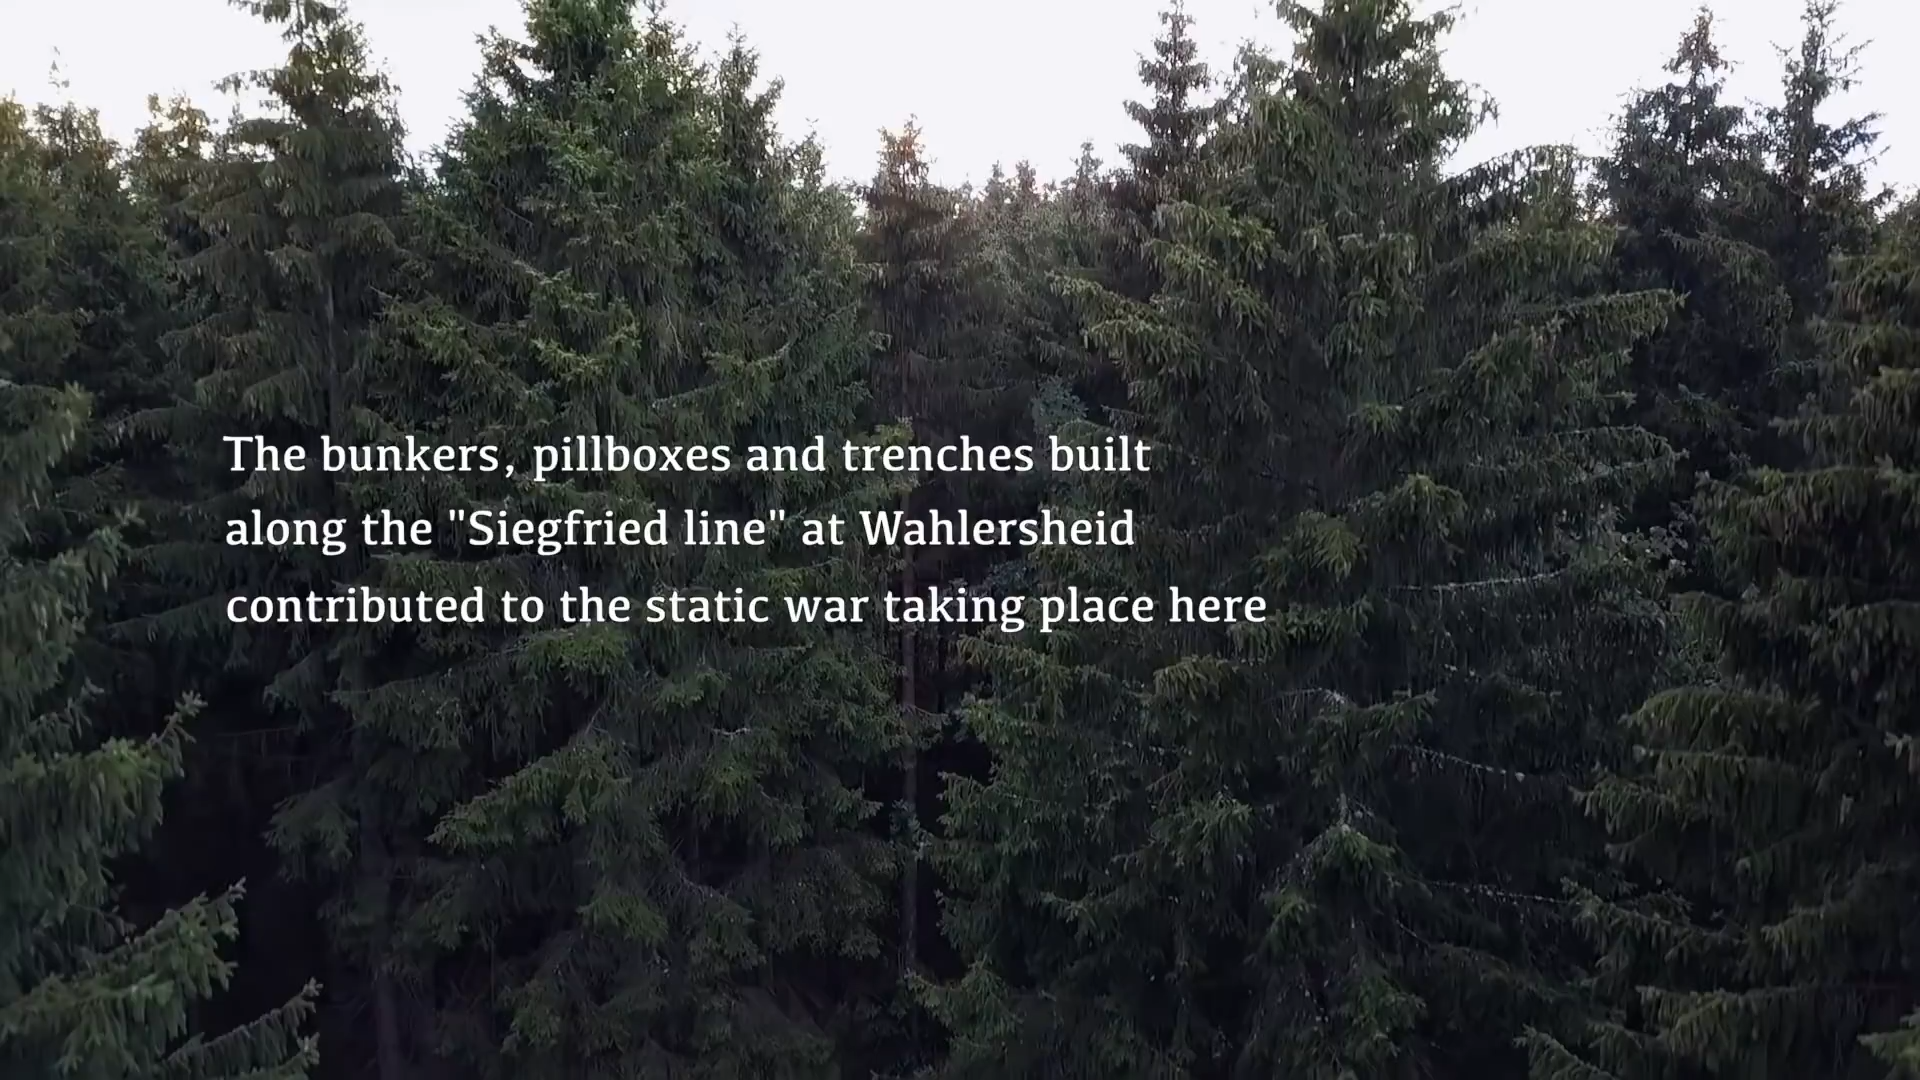 The bunkers, pillboxes and trenches built
along the "Siegfried line" at Wahlersheid
contributed to the static war taking place here